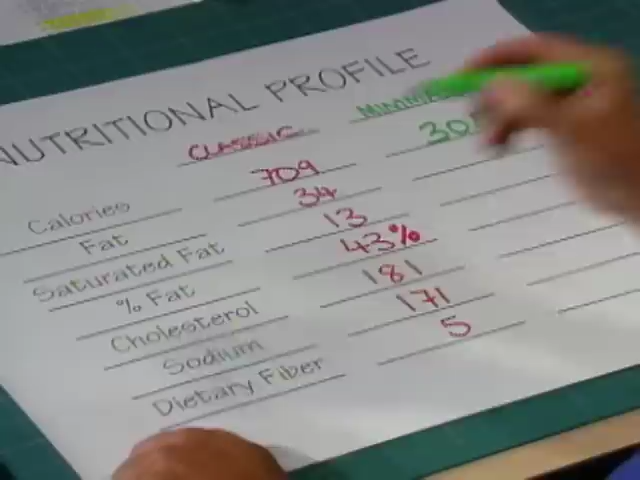 NUTRITIONAL PROFILE
CLASSIC
Calories 709
Fat 34
Saturated Fat 13
% Fat 43%
Cholesterol 181
Sodium 171
Dietary Fiber 5